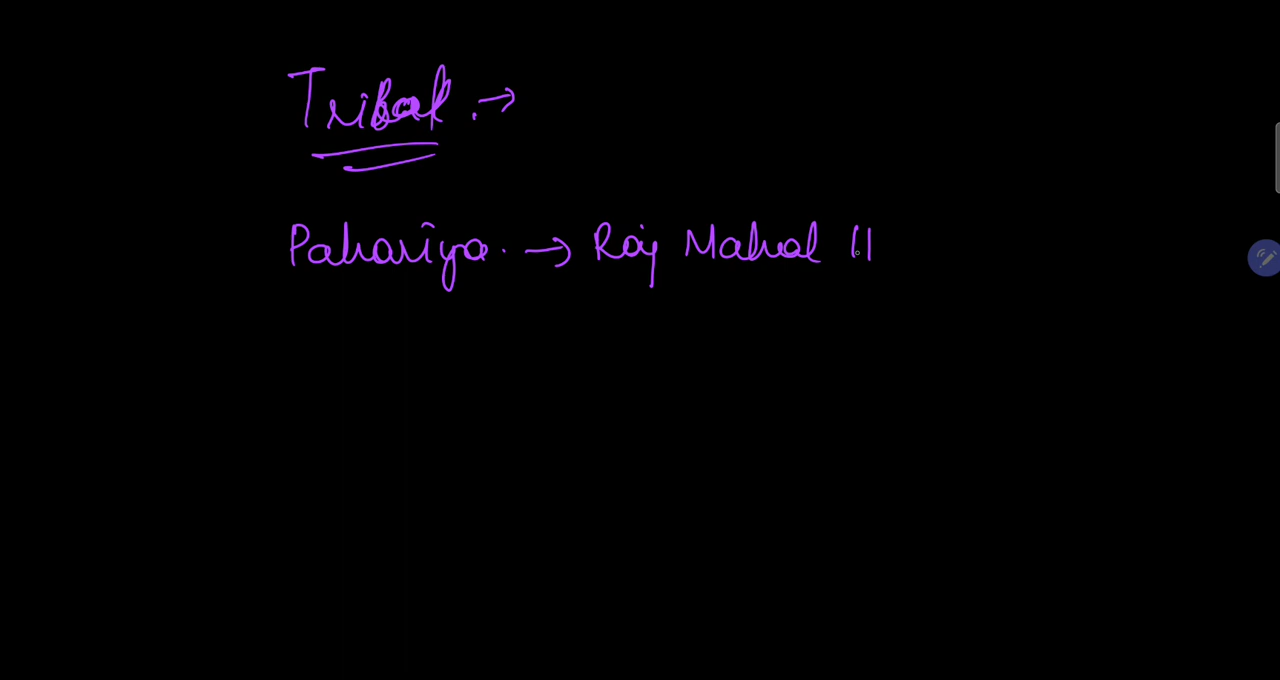 Tribal . →
Pahariya . → Raj Mahal